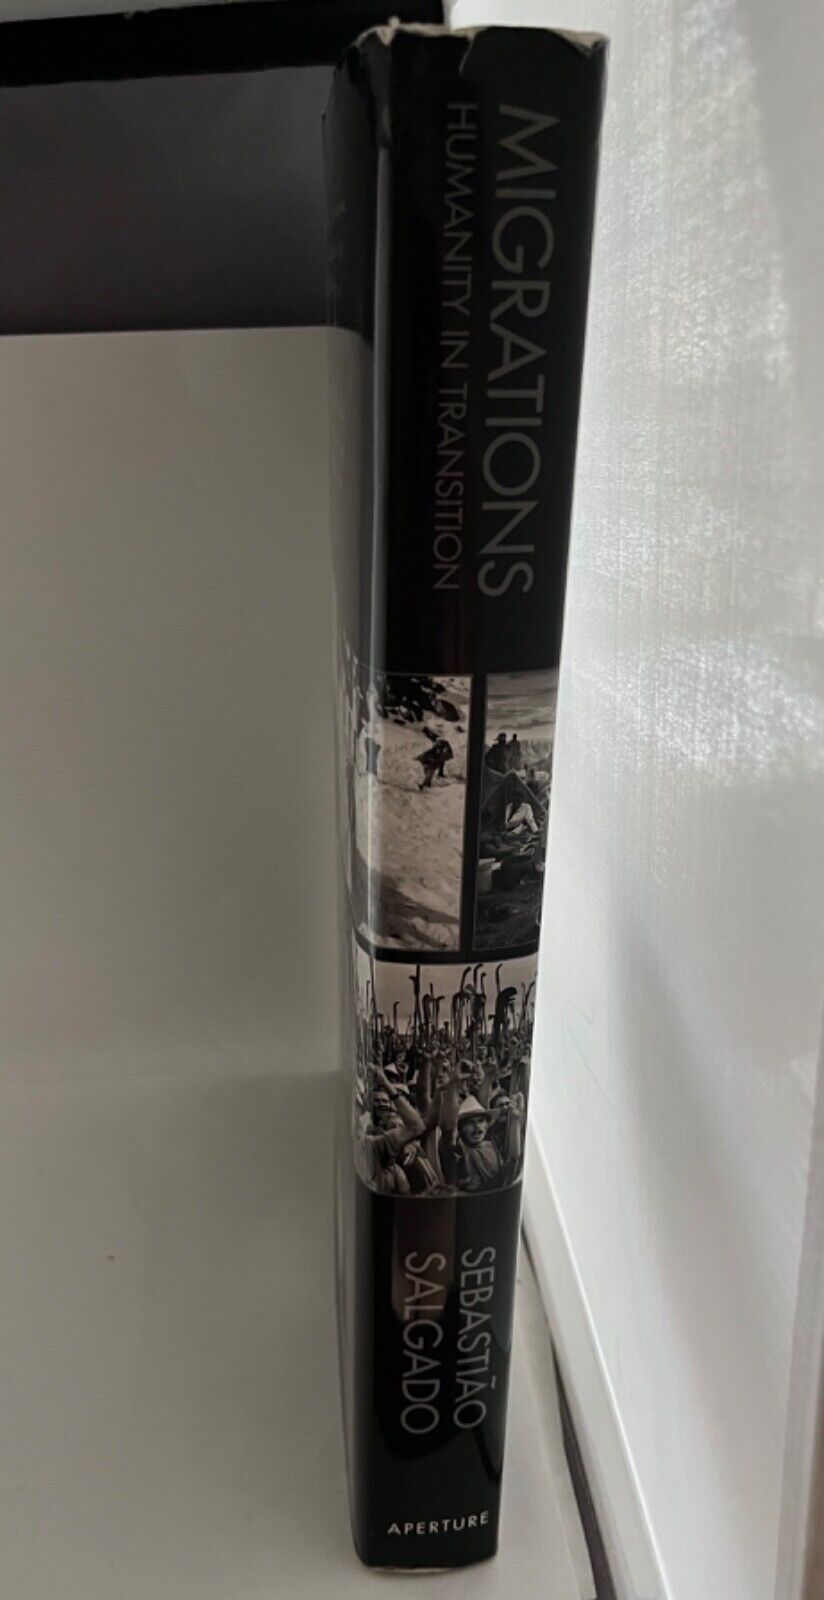 MIGRATIONS
HUMANITY IN TRANSITION
SEBASTIÃO
SALGADO
APERTURE